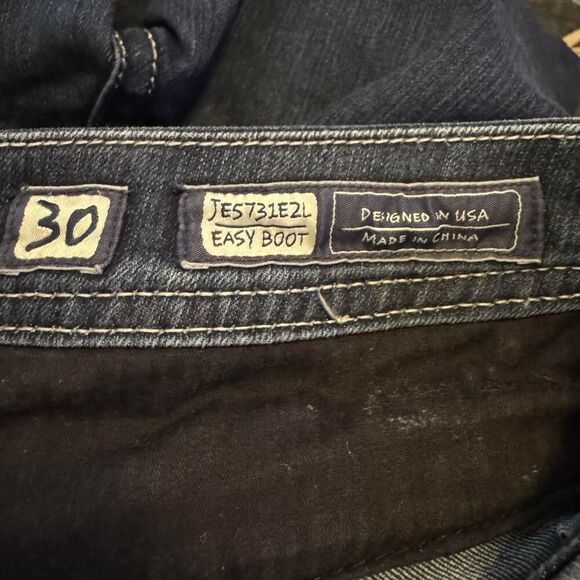 30
JE5731E2L
EASY BOOT
DESIGNED IN USA
MADE IN CHINA